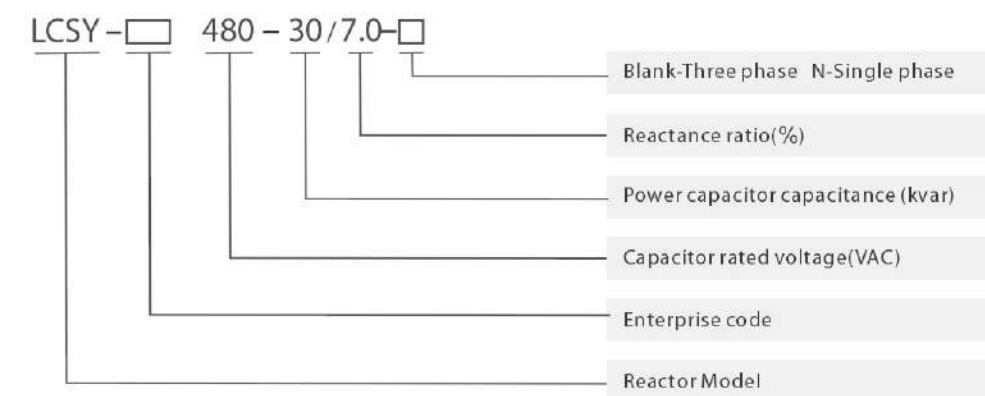 LCSY-□ 480-30/7.0-□
Blank-Three phase N-Single phase
Reactance ratio(%)
Power capacitor capacitance (kvar)
Capacitor rated voltage(VAC)
Enterprise code
Reactor Model